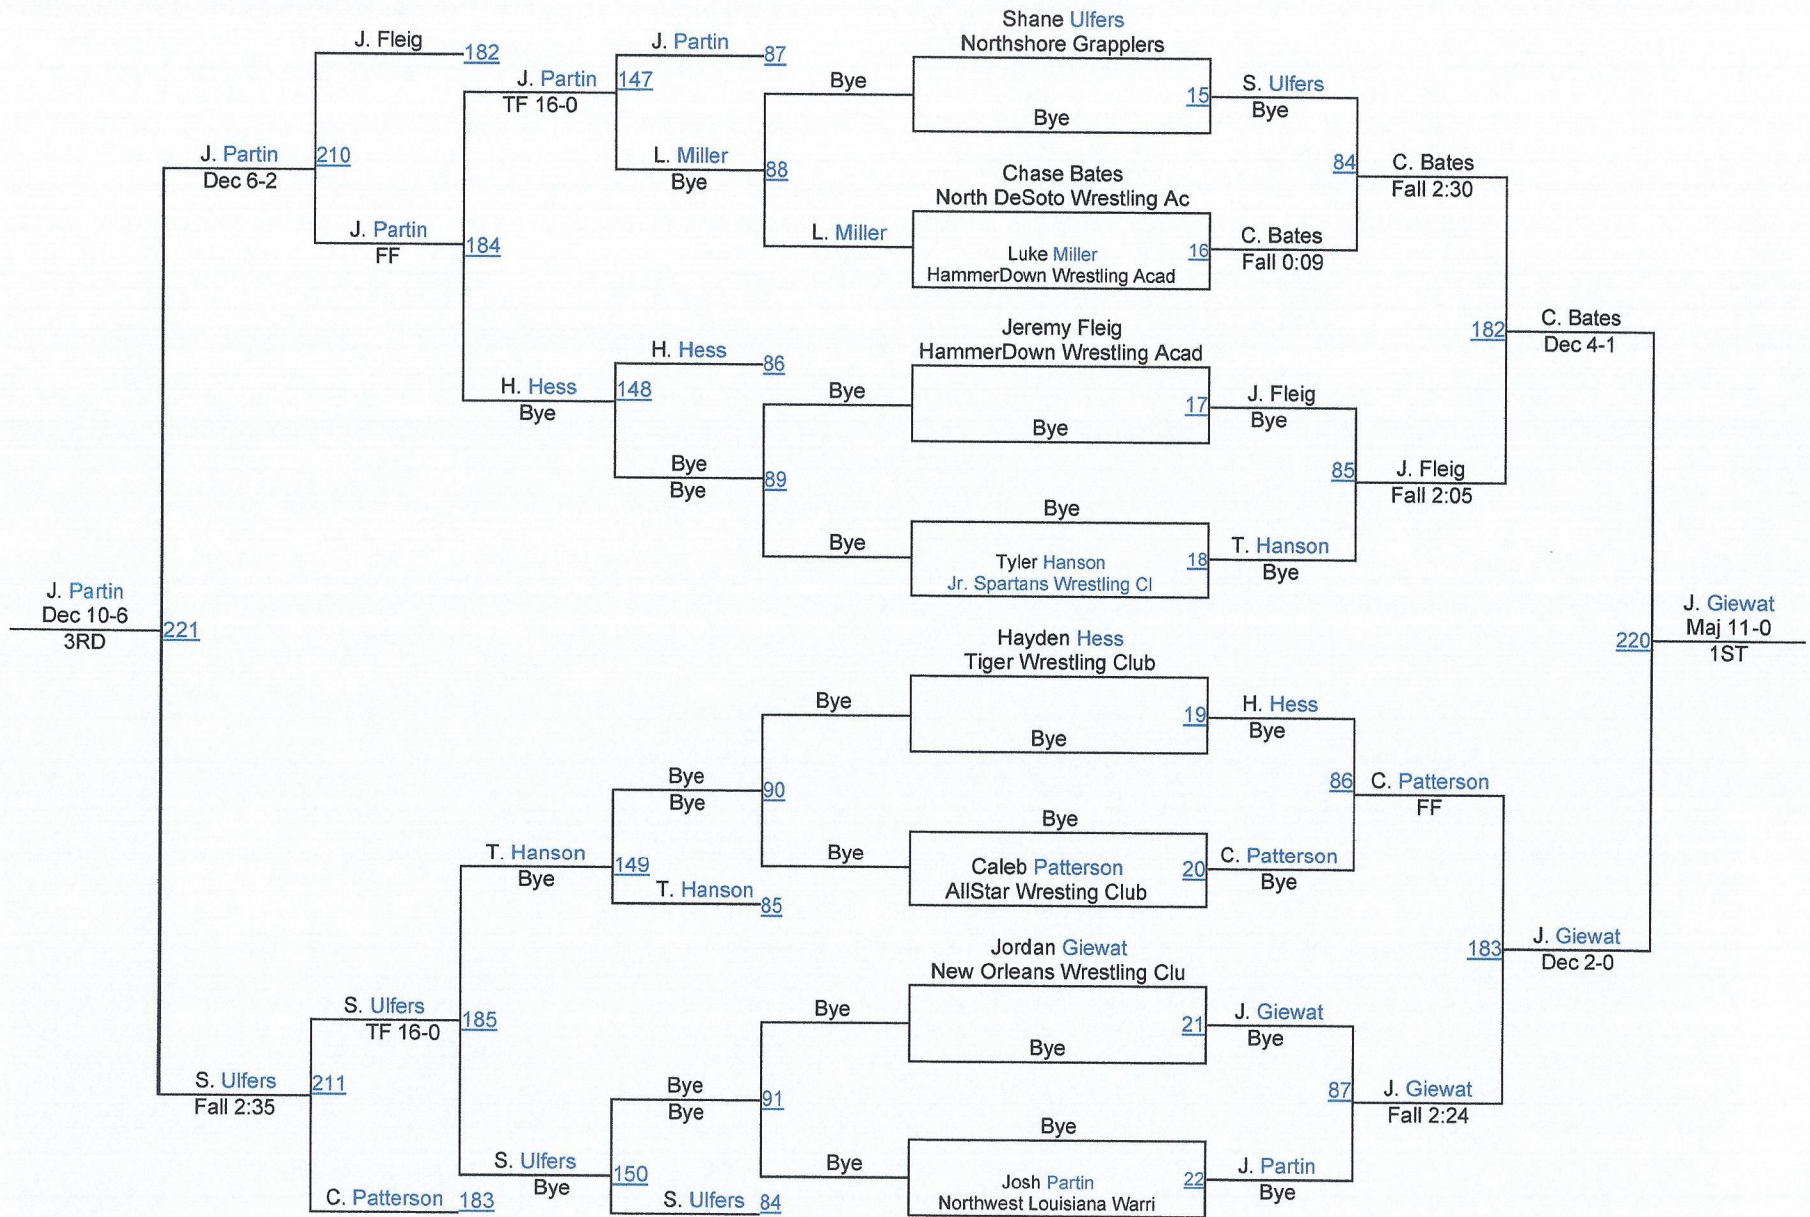 Shane Ulfers
J. Fleig
J. Partin
Northshore Grapplers
182
87
J. Partin
147
Bye
S. Ulfers
TF 16-0
15
Bye
Bye
J. Partin
210
L. Miller
88
84
C. Bates
Dec 6-2
Bye
Chase Bates
Fall 2:30
North DeSoto Wrestling Ac
J. Partin
184
L. Miller
C. Bates
FF
Luke Miller
16
Fall 0:09
HammerDown Wrestling Acad
Jeremy Fleig
182
C. Bates
H. Hess
HammerDown Wrestling Acad
Dec 4-1
86
H. Hess
148
Bye
J. Fleig
Bye
17
Bye
Bye
Bye
89
85
J. Fleig
Bye
Fall 2:05
Bye
Bye
T. Hanson
Tyler Hanson
18
Bye
Jr. Spartans Wrestling Cl
J. Partin
J. Giewat
Dec 10-6
Maj 11-0
221
220
3RD
1ST
Hayden Hess
Tiger Wrestling Club
Bye
H. Hess
19
Bye
Bye
Bye
90
86
C. Patterson
Bye
FF
Bye
T. Hanson
149
Bye
Caleb Patterson
20
C. Patterson
Bye
AllStar Wresting Club
Bye
T. Hanson
85
Jordan Giewat
183
J. Giewat
New Orleans Wrestling Clu
Dec 2-0
S. Ulfers
185
Bye
J. Giewat
TF 16-0
21
Bye
Bye
S. Ulfers
211
Bye
91
87
J. Giewat
Fall 2:35
Bye
Fall 2:24
Bye
S. Ulfers
150
Bye
J. Partin
Bye
Josh Partin
22
Bye
C. Patterson
183
S. Ulfers
84
Northwest Louisiana Warri